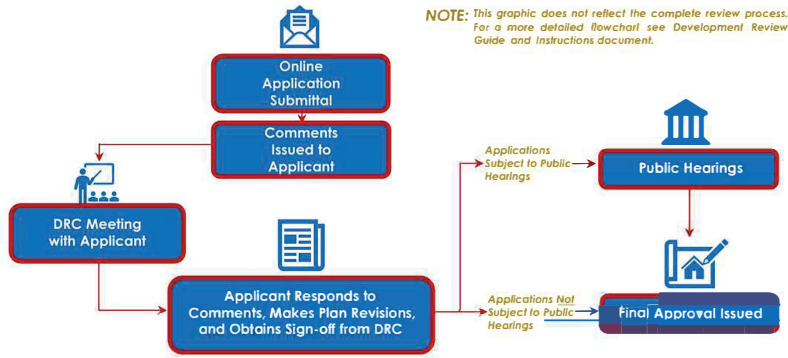 NOTE: This graphic does not reflect the complete review process.
For a more detailed flowchart see Development Review
Guide and Instructions document.
Online
Application
Submittal
Comments
Issued to
Applicant
DRC Meeting
with Applicant
Applicant Responds to
Comments, Makes Plan Revisions,
and Obtains Sign-off from DRC
Applications
Subject to Public
Hearings
Public Hearings
Applications Not
Subject to Public
Hearings
Final Approval Issued